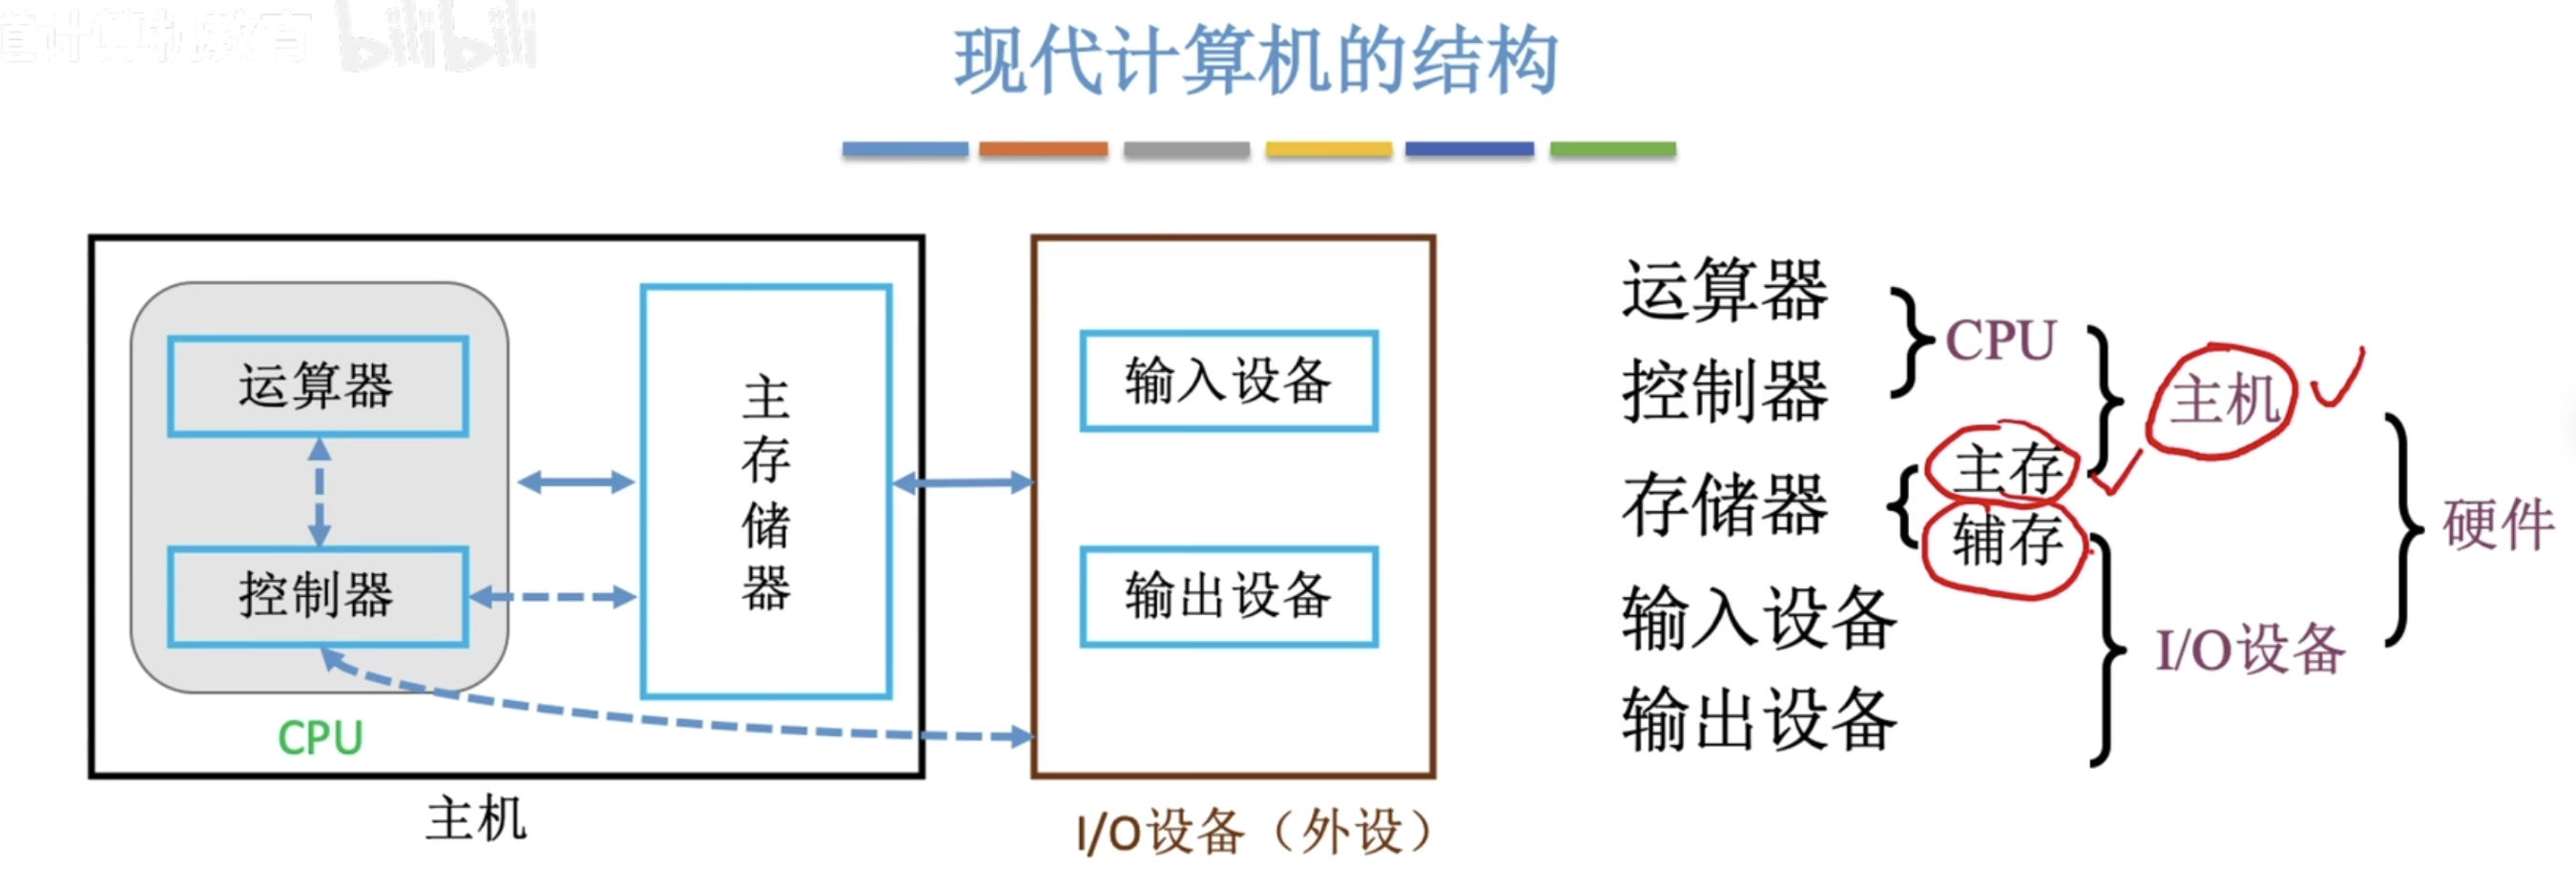 道计算机教育 bilibili
现代计算机的结构
运算器
控制器
CPU
主存储器
主机
输入设备
输出设备
I/O设备（外设）
运算器
控制器
CPU
存储器
主存
辅存
主机
输入设备
输出设备
I/O设备
硬件